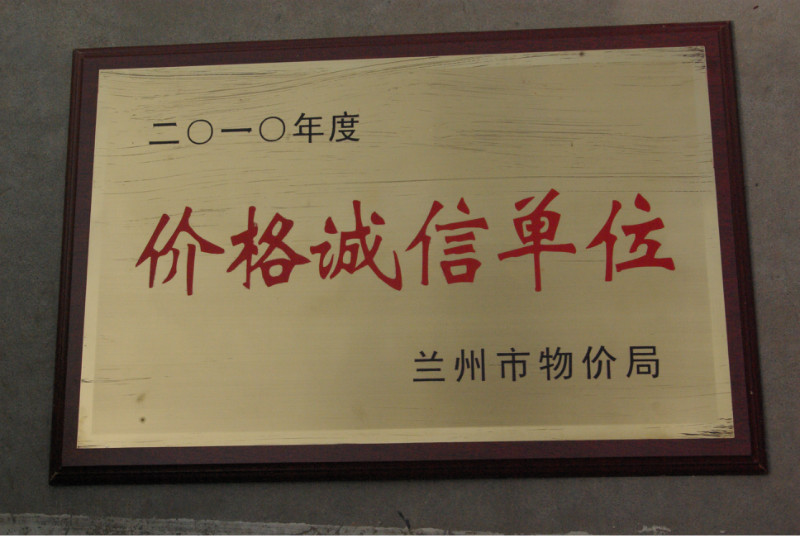 二〇一〇年度
价格诚信单位
兰州市物价局